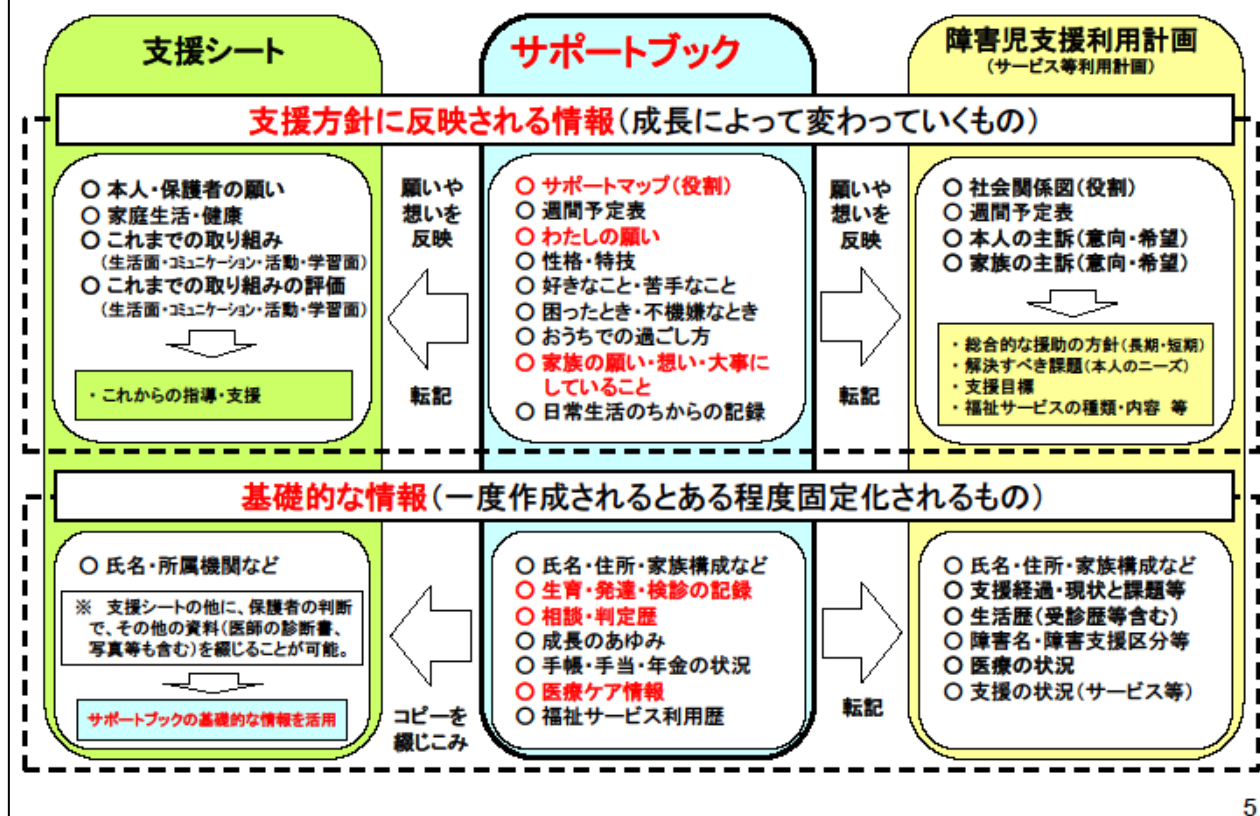 支援シート
サポートブック
障害児支援利用計画
(サービス等利用計画)
支援方針に反映される情報(成長によって変わっていくもの)
〇 本人・保護者の願い
〇 家庭生活・健康
〇 これまでの取り組み
(生活面・コミュニケーション・活動・学習面)
〇 これまでの取り組みの評価
(生活面・コミュニケーション・活動・学習面)
・これからの指導・支援
願いや
想いを
反映
転記
〇 サポートマップ(役割)
〇 週間予定表
〇 わたしの願い
〇 性格・特技
〇 好きなこと・苦手なこと
〇 困ったとき・不機嫌なとき
〇 おうちでの過ごし方
〇 家族の願い・想い・大事に
していること
〇 日常生活のちからの記録
願いや
想いを
反映
転記
〇 社会関係図(役割)
〇 週間予定表
〇 本人の主訴(意向・希望)
〇 家族の主訴(意向・希望)
・総合的な援助の方針(長期・短期)
・解決すべき課題(本人のニーズ)
・支援目標
・福祉サービスの種類・内容 等
基礎的な情報(一度作成されるとある程度固定化されるもの)
〇 氏名・所属機関など
※ 支援シートの他に、保護者の判断
で、その他の資料(医師の診断書、
写真等も含む)を綴じることが可能。
サポートブックの基礎的な情報を活用
コピーを
綴じこみ
〇 氏名・住所・家族構成など
〇 生育・発達・検診の記録
〇 相談・判定歴
〇 成長のあゆみ
〇 手帳・手当・年金の状況
〇 医療ケア情報
〇 福祉サービス利用歴
転記
〇 氏名・住所・家族構成など
〇 支援経過・現状と課題等
〇 生活歴(受診歴等含む)
〇 障害名・障害支援区分等
〇 医療の状況
〇 支援の状況(サービス等)
5